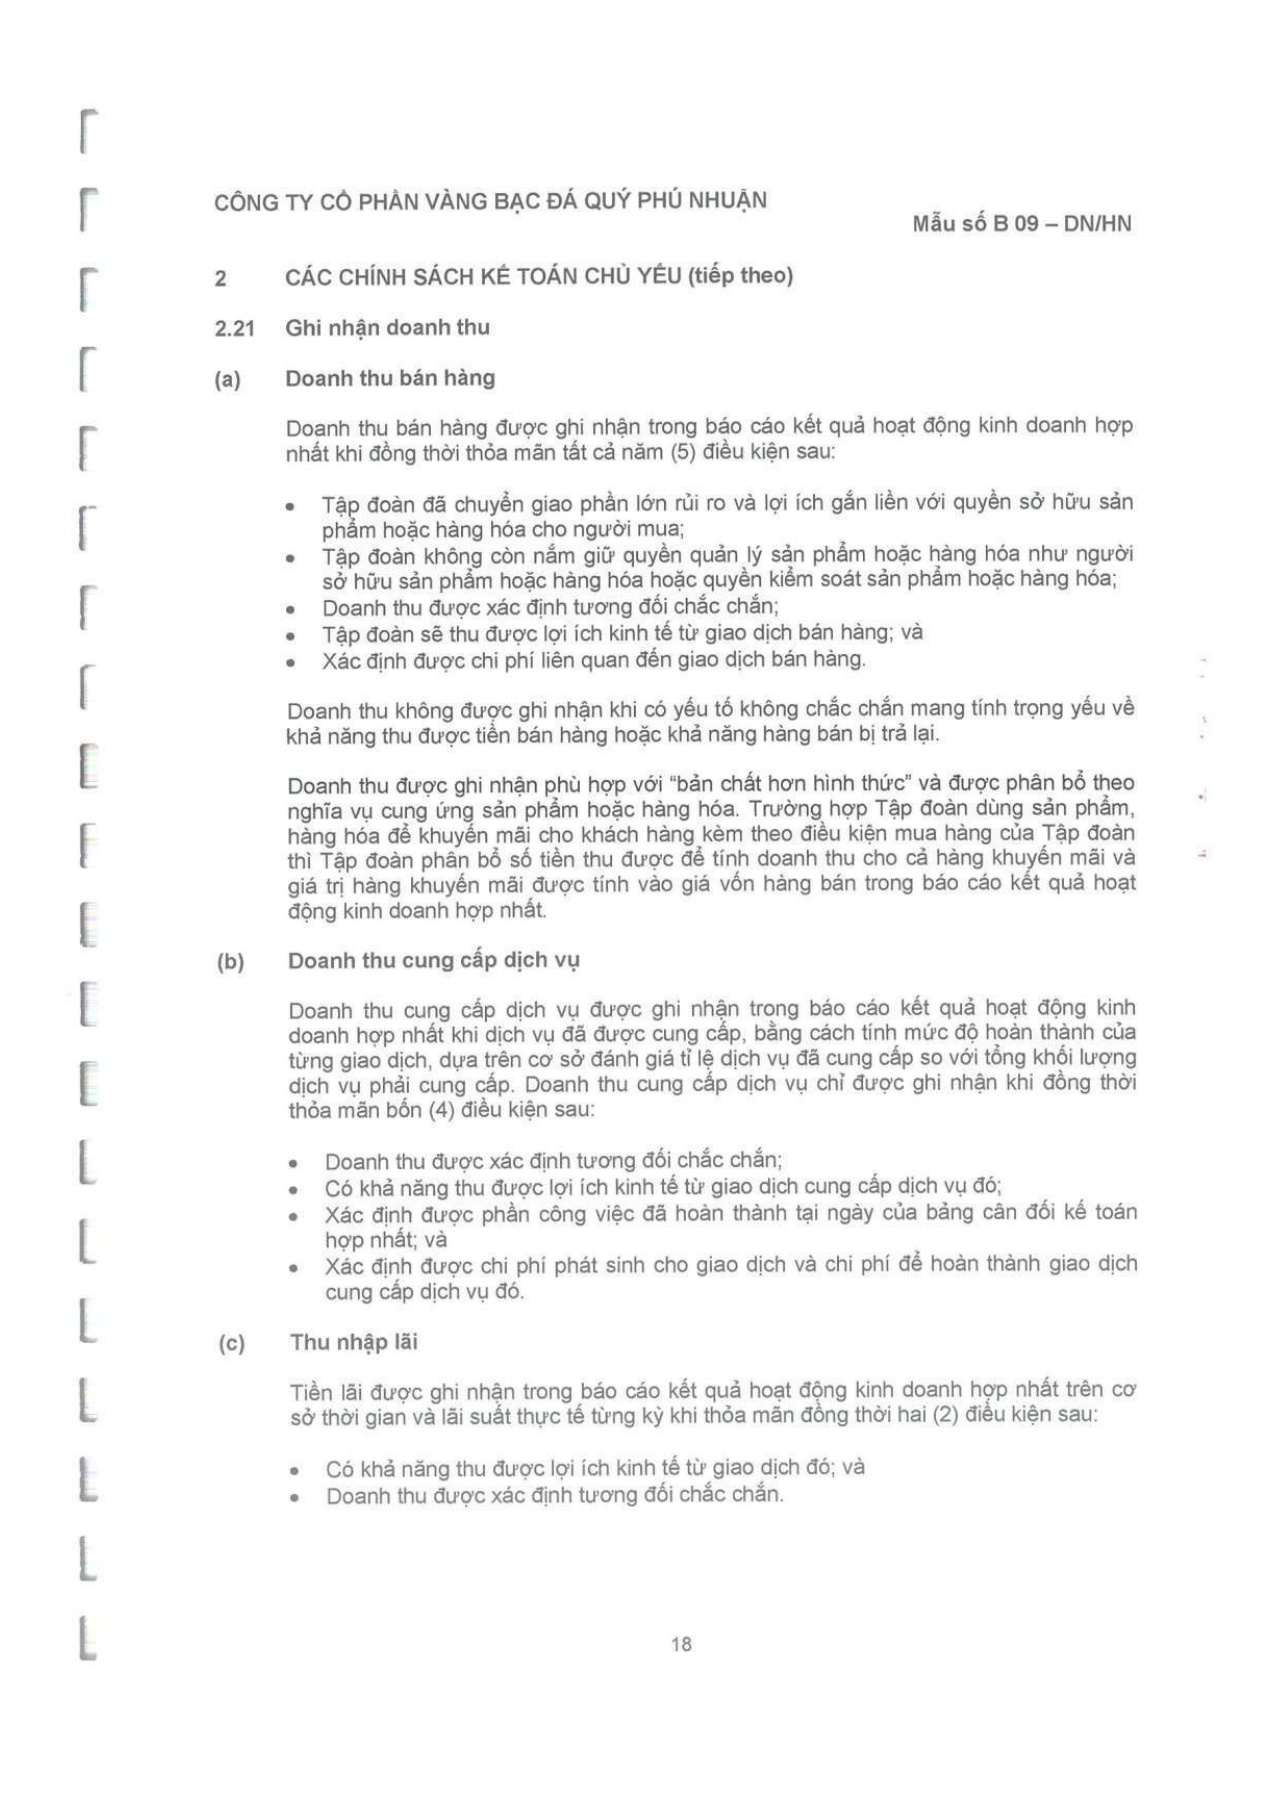 CÔNG TY CỔ PHẦN VÀNG BẠC ĐÁ QUÝ PHÚ NHUẬN
Mẫu số B 09 – DN/HN
2 CÁC CHÍNH SÁCH KẾ TOÁN CHỦ YẾU (tiếp theo)
2.21 Ghi nhận doanh thu
(a) Doanh thu bán hàng
Doanh thu bán hàng được ghi nhận trong báo cáo kết quả hoạt động kinh doanh hợp
nhất khi đồng thời thỏa mãn tất cả năm (5) điều kiện sau:
• Tập đoàn đã chuyển giao phần lớn rủi ro và lợi ích gắn liền với quyền sở hữu sản
phẩm hoặc hàng hóa cho người mua;
• Tập đoàn không còn nắm giữ quyền quản lý sản phẩm hoặc hàng hóa như người
sở hữu sản phẩm hoặc hàng hóa hoặc quyền kiểm soát sản phẩm hoặc hàng hóa;
• Doanh thu được xác định tương đối chắc chắn;
• Tập đoàn sẽ thu được lợi ích kinh tế từ giao dịch bán hàng; và
• Xác định được chi phí liên quan đến giao dịch bán hàng.
Doanh thu không được ghi nhận khi có yếu tố không chắc chắn mang tính trọng yếu về
khả năng thu được tiền bán hàng hoặc khả năng hàng bán bị trả lại.
Doanh thu được ghi nhận phù hợp với “bản chất hơn hình thức” và được phân bổ theo
nghĩa vụ cung ứng sản phẩm hoặc hàng hóa. Trường hợp Tập đoàn dùng sản phẩm,
hàng hóa để khuyến mãi cho khách hàng kèm theo điều kiện mua hàng của Tập đoàn
thì Tập đoàn phân bổ số tiền thu được để tính doanh thu cho cả hàng khuyến mãi và
giá trị hàng khuyến mãi được tính vào giá vốn hàng bán trong báo cáo kết quả hoạt
động kinh doanh hợp nhất.
(b) Doanh thu cung cấp dịch vụ
Doanh thu cung cấp dịch vụ được ghi nhận trong báo cáo kết quả hoạt động kinh
doanh hợp nhất khi dịch vụ đã được cung cấp, bằng cách tính mức độ hoàn thành của
từng giao dịch, dựa trên cơ sở đánh giá tỉ lệ dịch vụ đã cung cấp so với tổng khối lượng
dịch vụ phải cung cấp. Doanh thu cung cấp dịch vụ chỉ được ghi nhận khi đồng thời
thỏa mãn bốn (4) điều kiện sau:
• Doanh thu được xác định tương đối chắc chắn;
• Có khả năng thu được lợi ích kinh tế từ giao dịch cung cấp dịch vụ đó;
• Xác định được phần công việc đã hoàn thành tại ngày của bảng cân đối kế toán
hợp nhất; và
• Xác định được chi phí phát sinh cho giao dịch và chi phí để hoàn thành giao dịch
cung cấp dịch vụ đó.
(c) Thu nhập lãi
Tiền lãi được ghi nhận trong báo cáo kết quả hoạt động kinh doanh hợp nhất trên cơ
sở thời gian và lãi suất thực tế từng kỳ khi thỏa mãn đồng thời hai (2) điều kiện sau:
• Có khả năng thu được lợi ích kinh tế từ giao dịch đó; và
• Doanh thu được xác định tương đối chắc chắn.
18